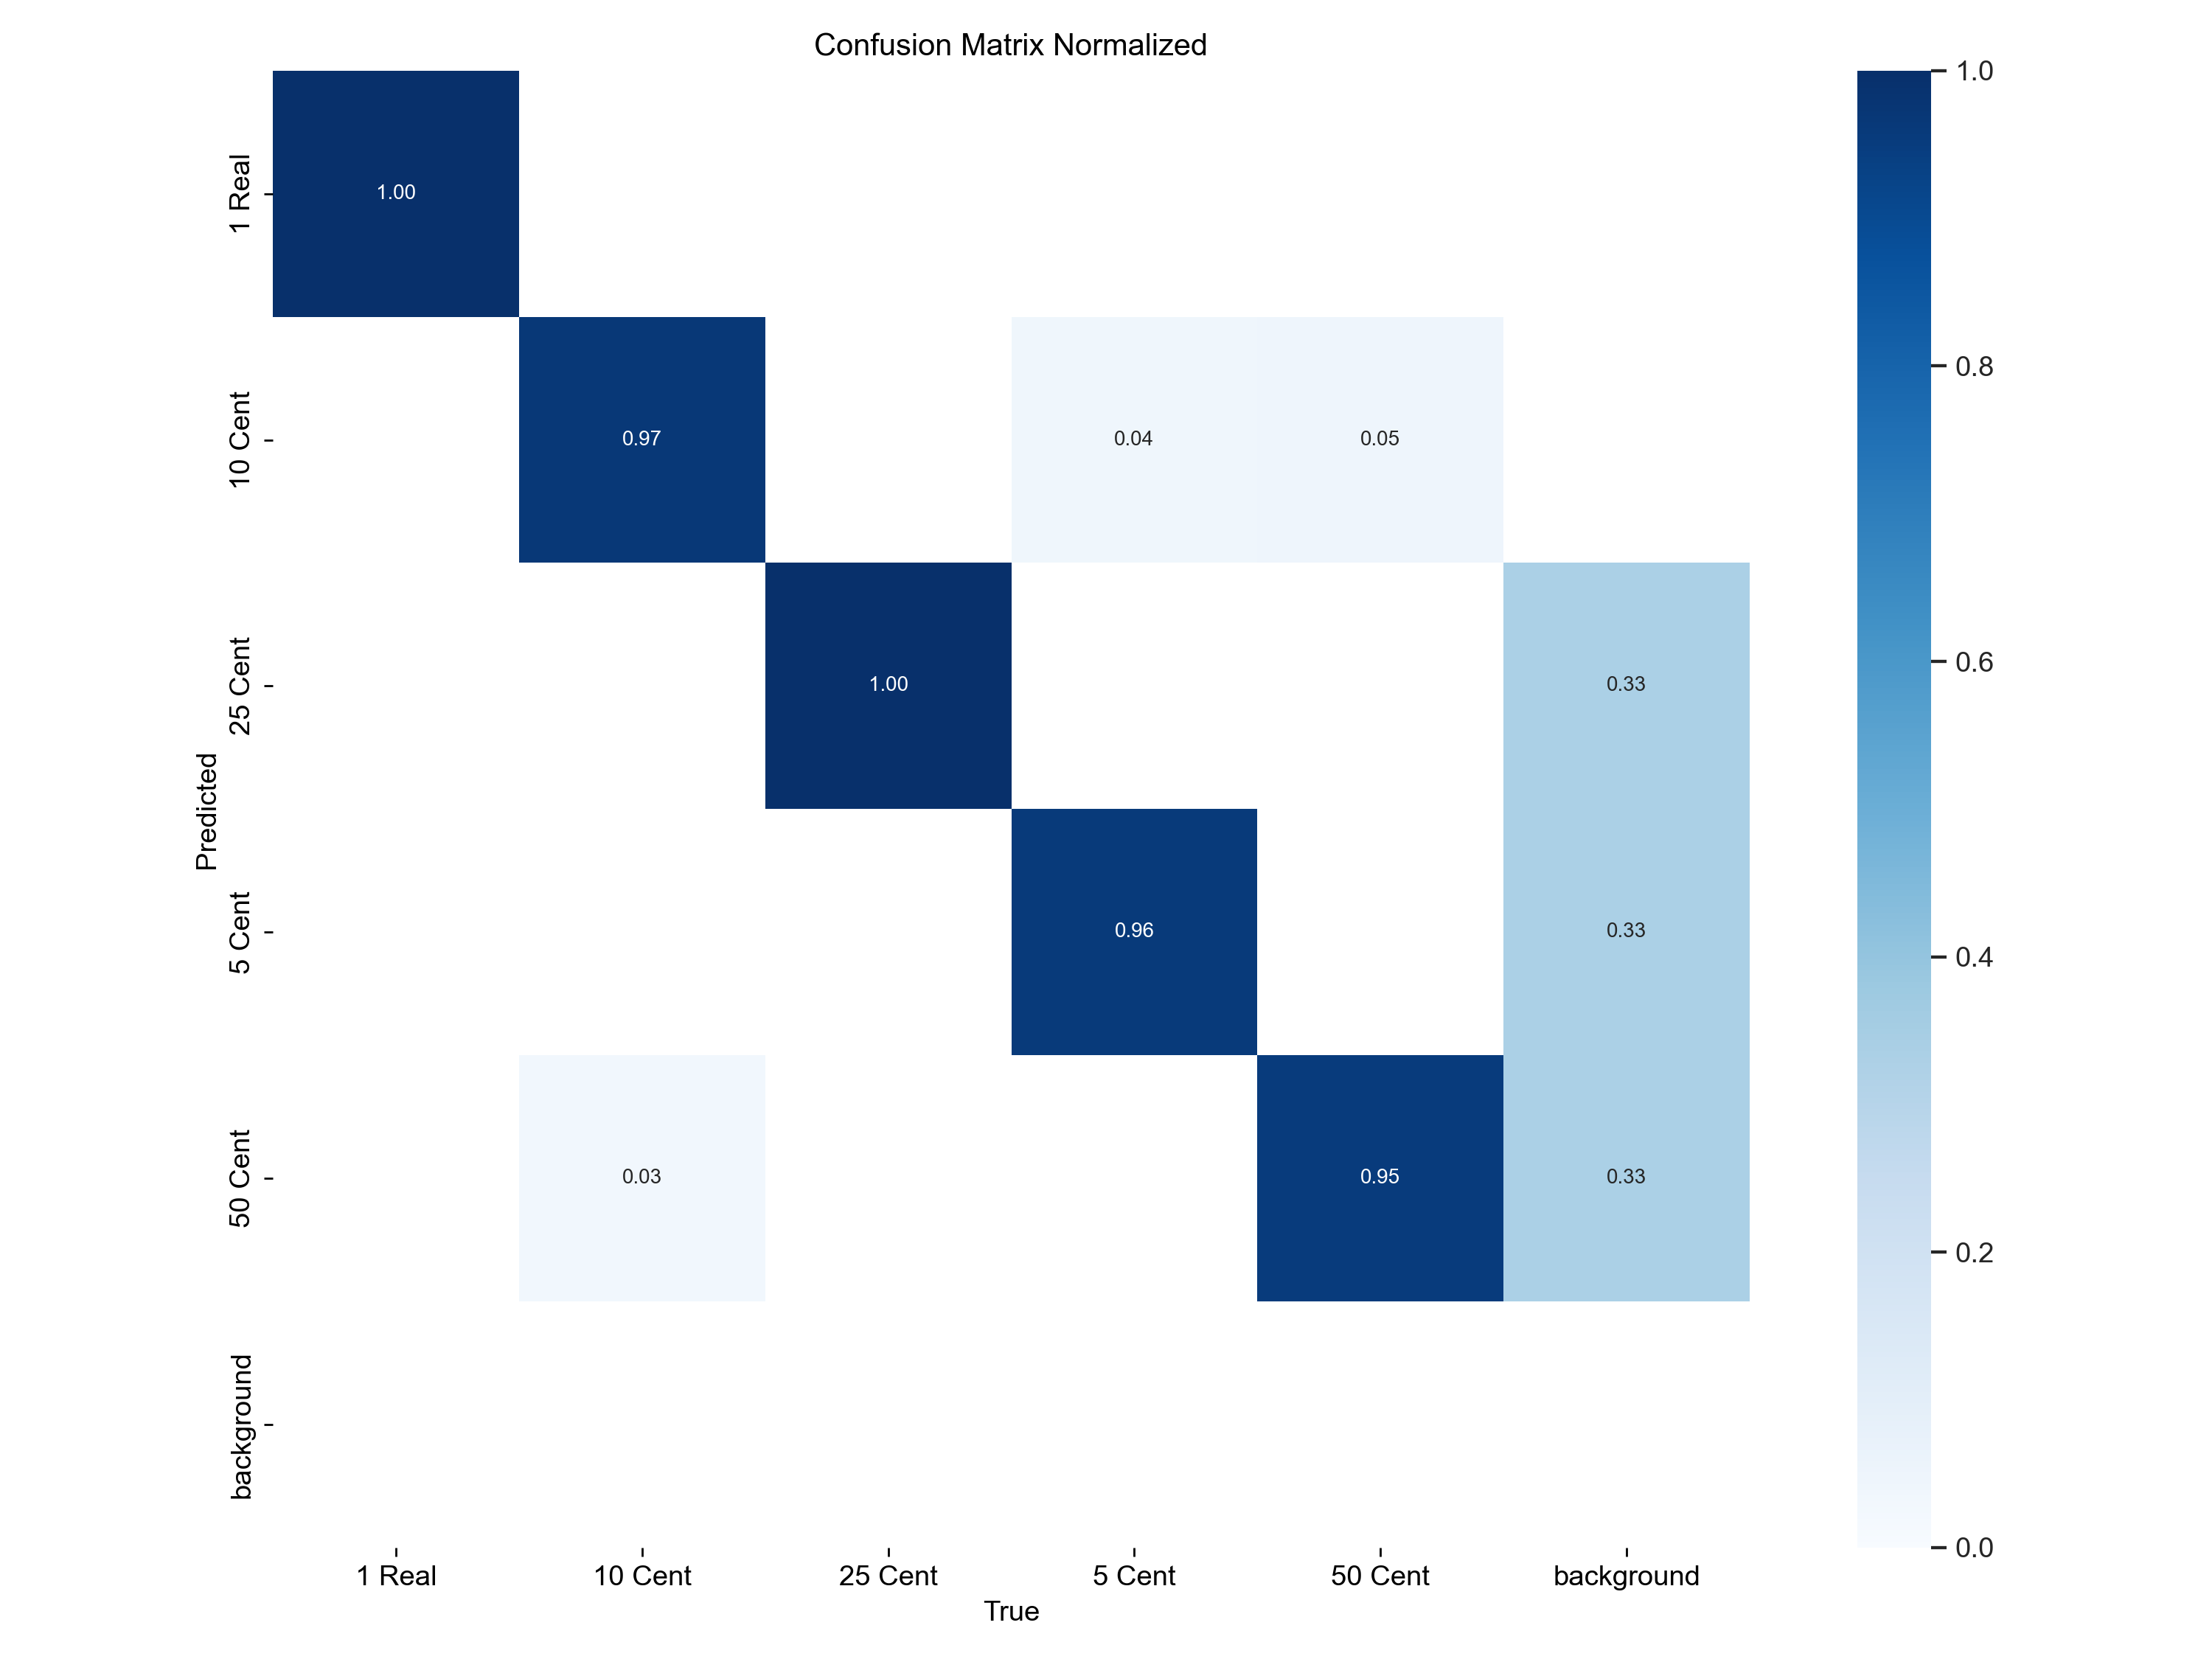 Confusion Matrix Normalized
1 Real
10 Cent
25 Cent
5 Cent
50 Cent
background
Predicted
1.00
0.97 0.04 0.05
1.00 0.33
0.96 0.33
0.03 0.95 0.33
1 Real 10 Cent 25 Cent 5 Cent 50 Cent background
True
1.0
0.8
0.6
0.4
0.2
0.0